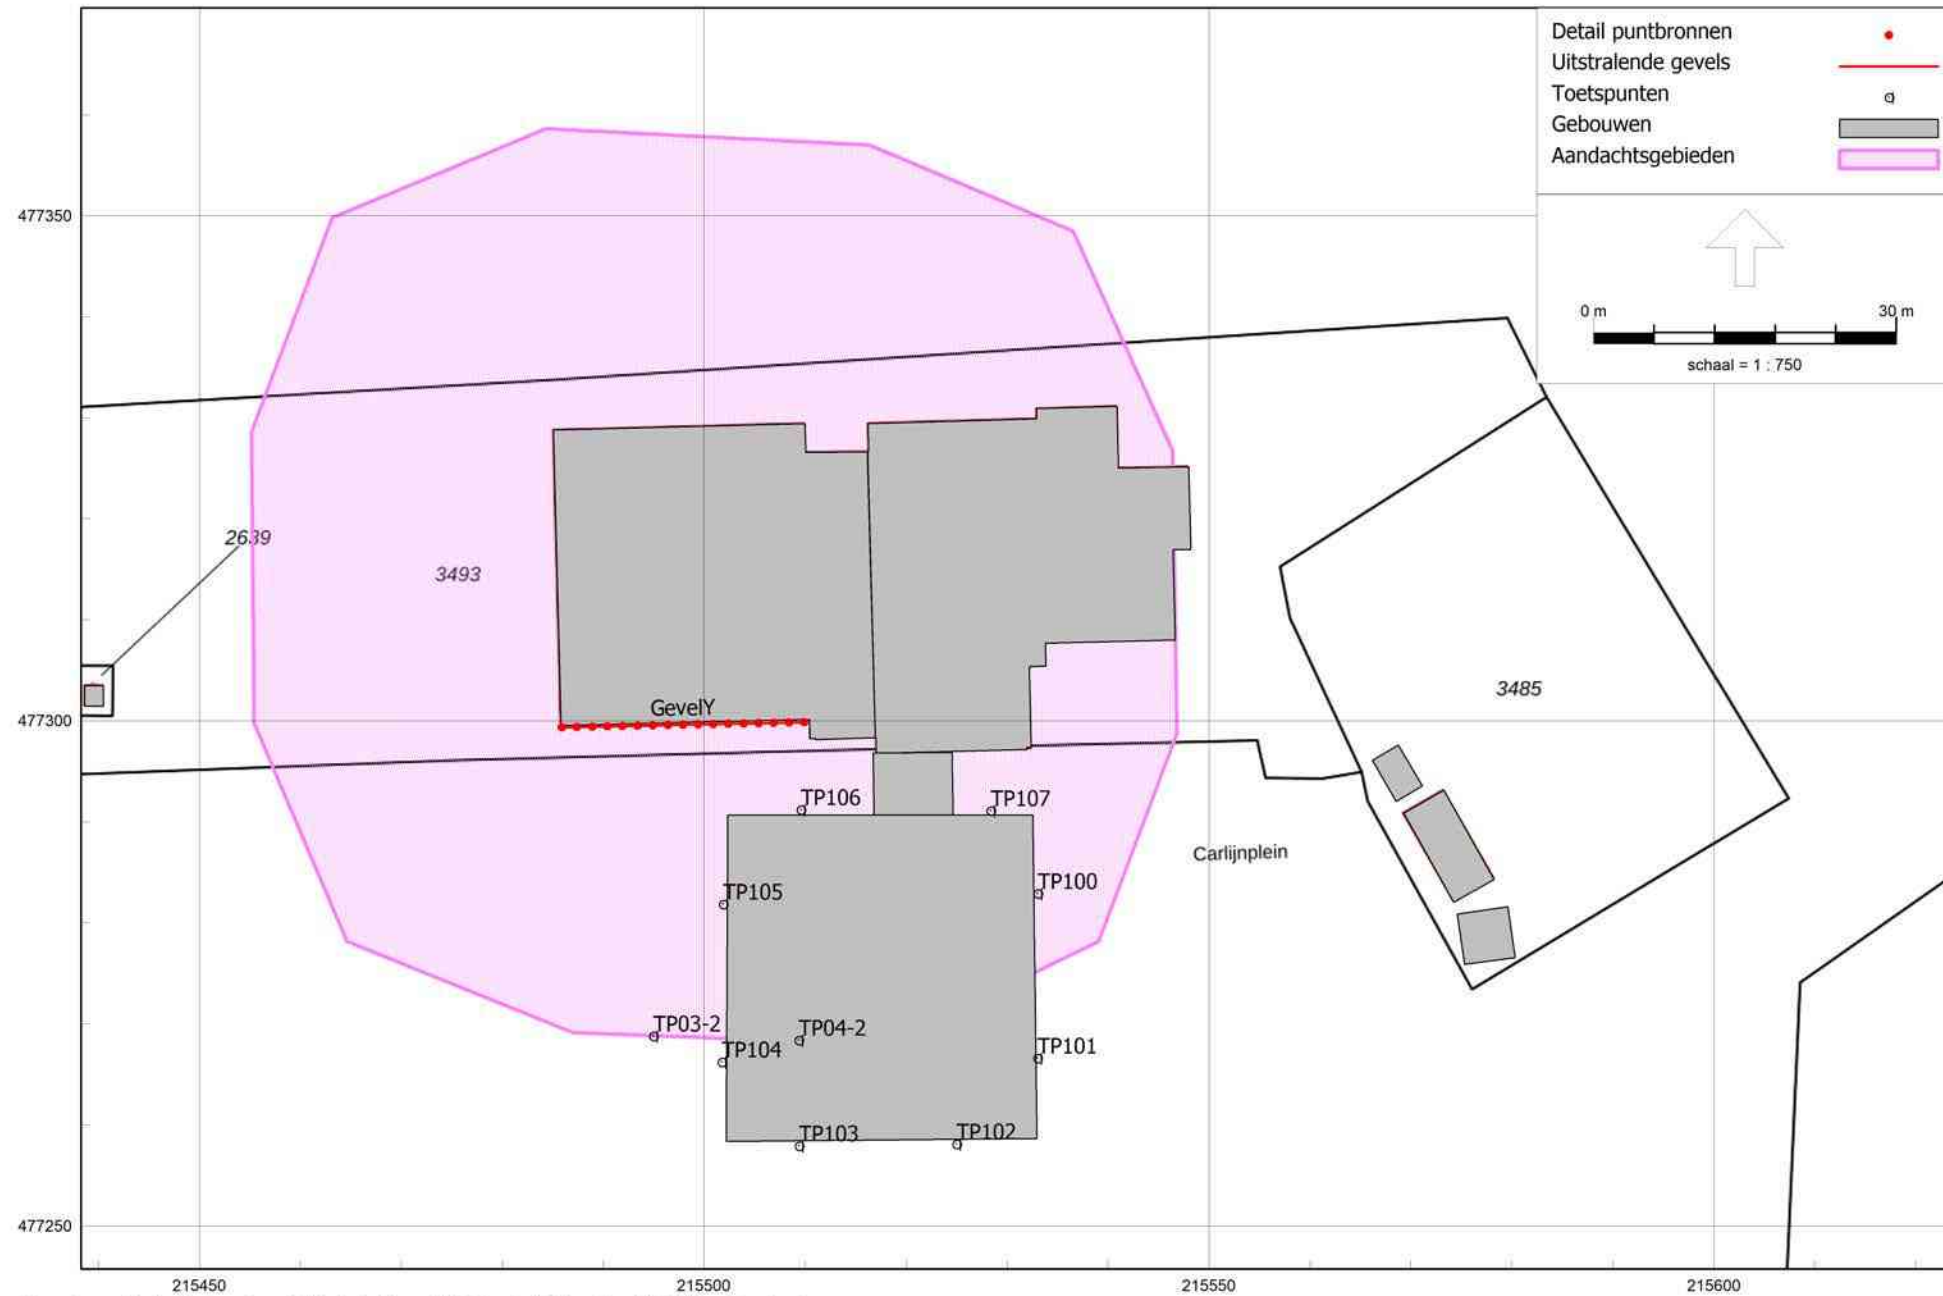 Detail puntbronnen
Uitstralende gevels
Toetspunten
Gebouwen
Aandachtsgebieden
0 m 30 m
schaal = 1 : 750
477350
2639
3493
3485
GevelY
477300
TP106 TP107
Carlijnplein
TP105 TP100
TP03-2 TP04-2
TP104 TP101
TP103 TP102
477250
215450 215500 215550 215600